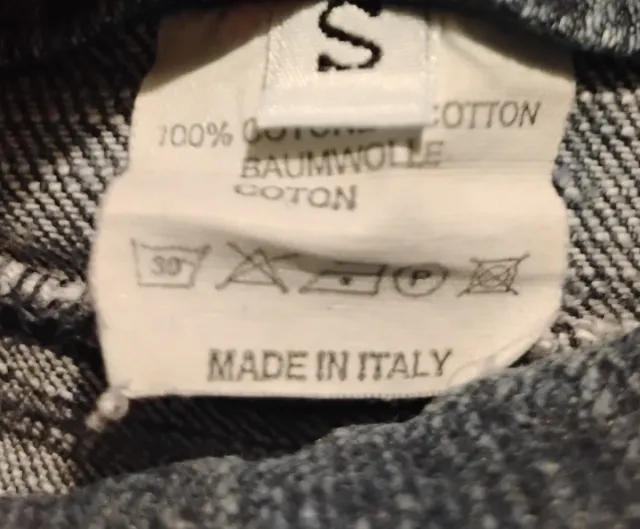 S
100% COTTON
BAUMWOLLE
COTON
30°
P
MADE IN ITALY